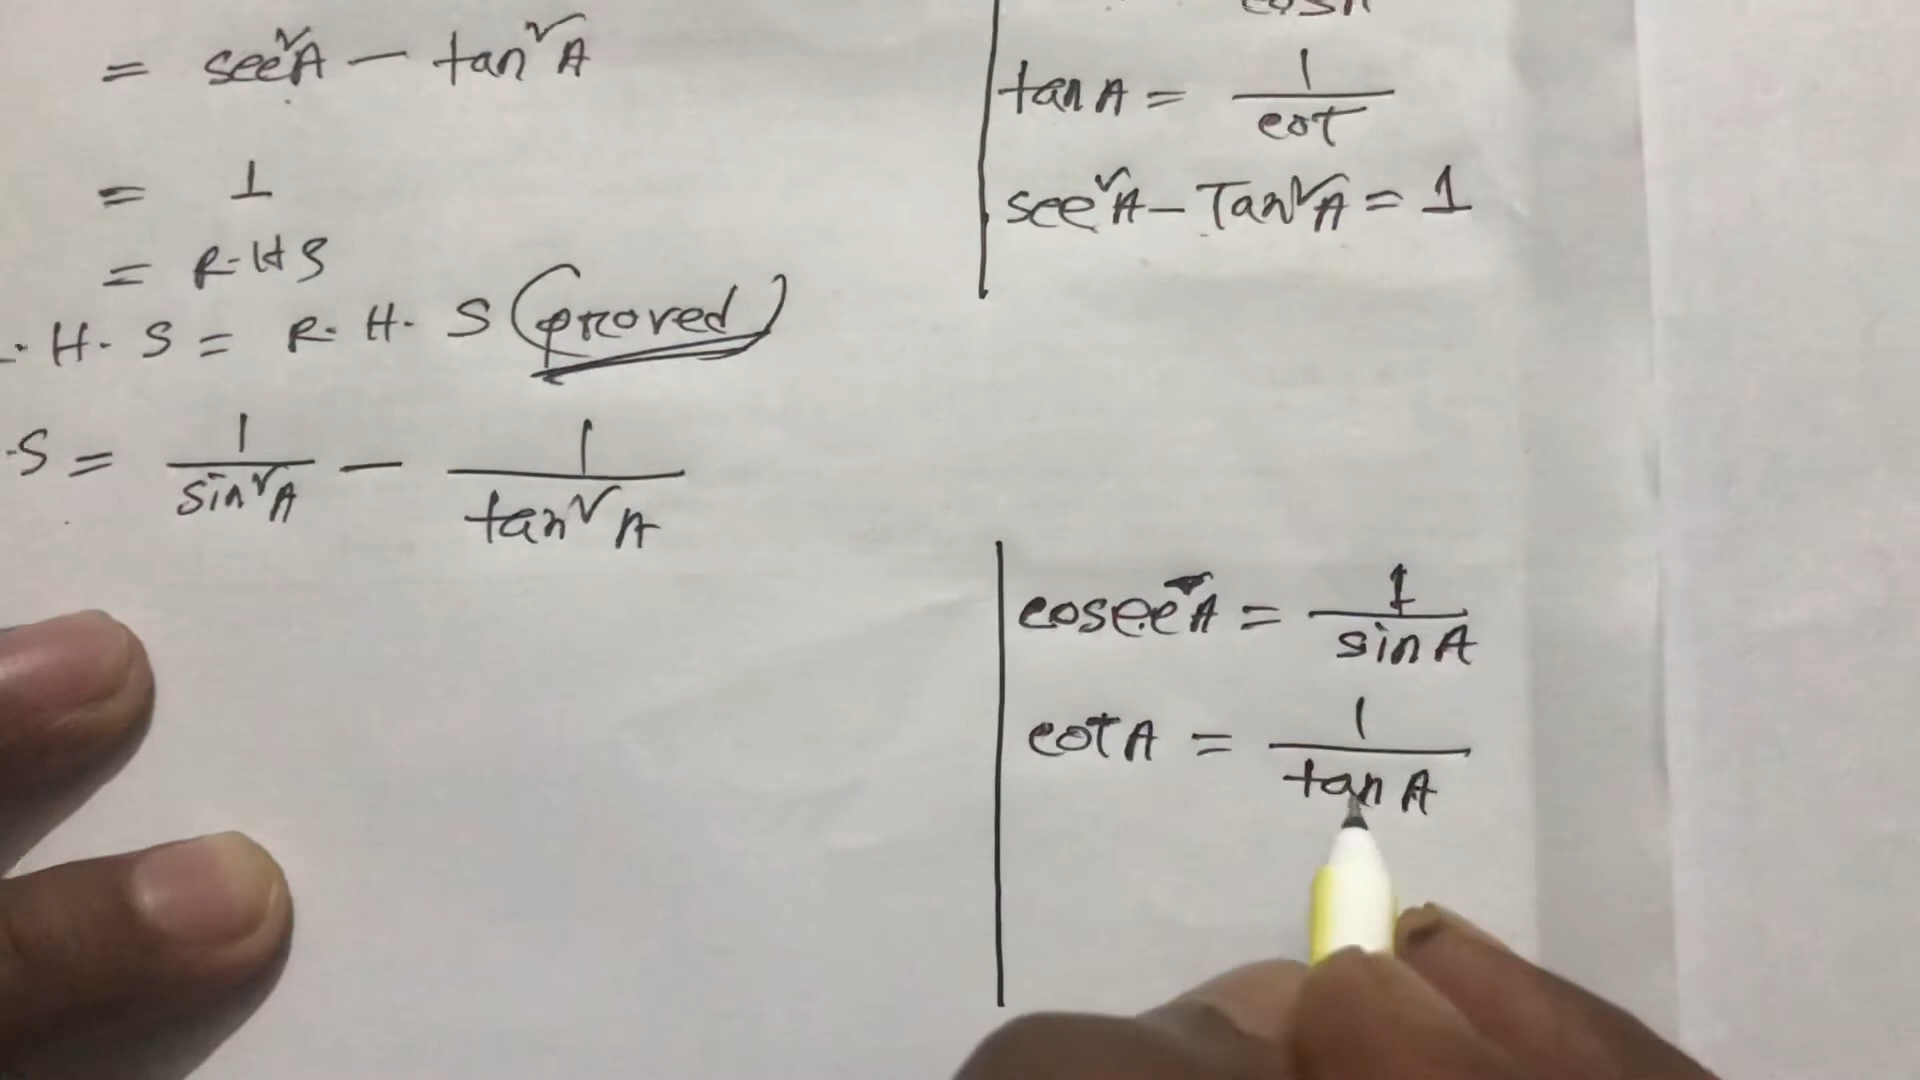 = sec²A - tan²A
= 1
= R.H S
. H. S = R. H. S (proved)
.S = 1/sin²A - 1/tan²A
cosA
tan A = 1/cot
sec²A - Tan²A = 1
cosec A = 1/sin A
cot A = 1/tan A